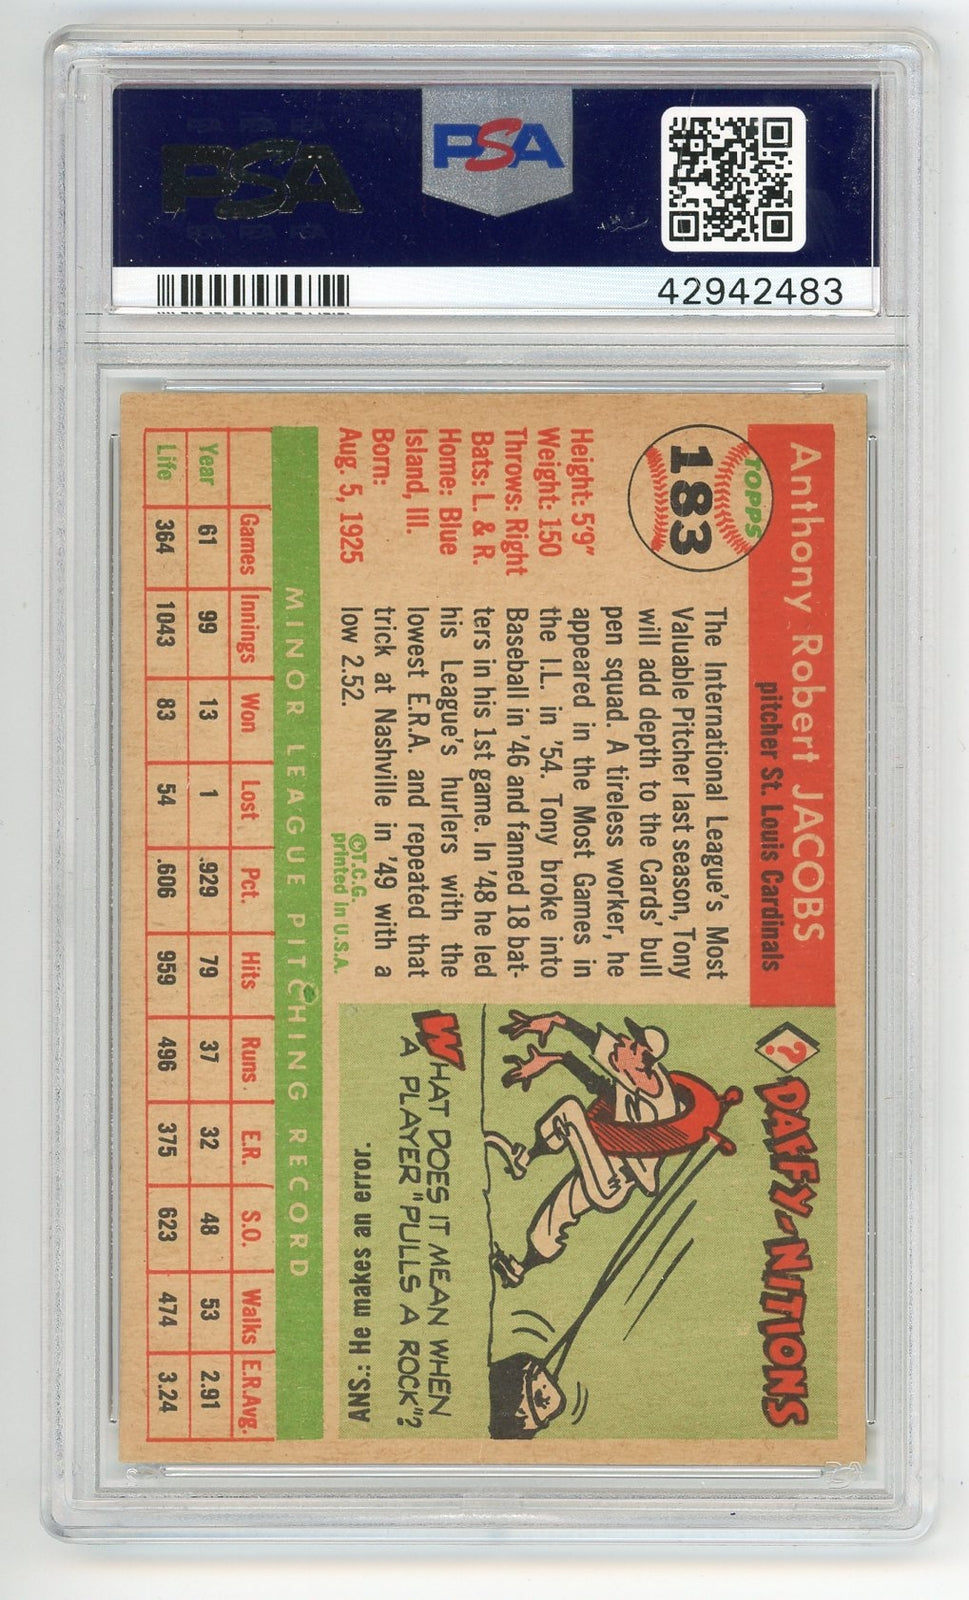 PSA
PSA
42942483
Anthony Robert JACOBS
pitcher St. Louis Cardinals
TOPPS
183
Height: 5'9"
Weight: 150
Throws: Right
Bats: L. & R.
Home: Blue
Island, Ill.
Born:
Aug. 5, 1925
The International League's Most
Valuable Pitcher last season, Tony
will add depth to the Cards' bull
pen squad. A tireless worker, he
appeared in the Most Games in
the I.L. in '54. Tony broke into
Baseball in '46 and fanned 18 bat-
ters in his 1st game. In '48 he led
his League's hurlers with the
lowest E.R.A. and repeated that
trick at Nashville in '49 with a
low 2.52.
©T.C.G.
printed in U.S.A.
? DAFFY-NITIONS
WHAT DOES IT MEAN WHEN
A PLAYER "PULLS A ROCK"?
ANS.: He makes an error.
MINOR LEAGUE PITCHING RECORD
Games Innings Won Lost Pct. Hits Runs E.R. S.O. Walks E.R.Avg.
Year 61 99 13 1 .929 79 37 32 48 53 2.91
Life 364 1043 83 54 .606 959 496 375 623 474 3.24